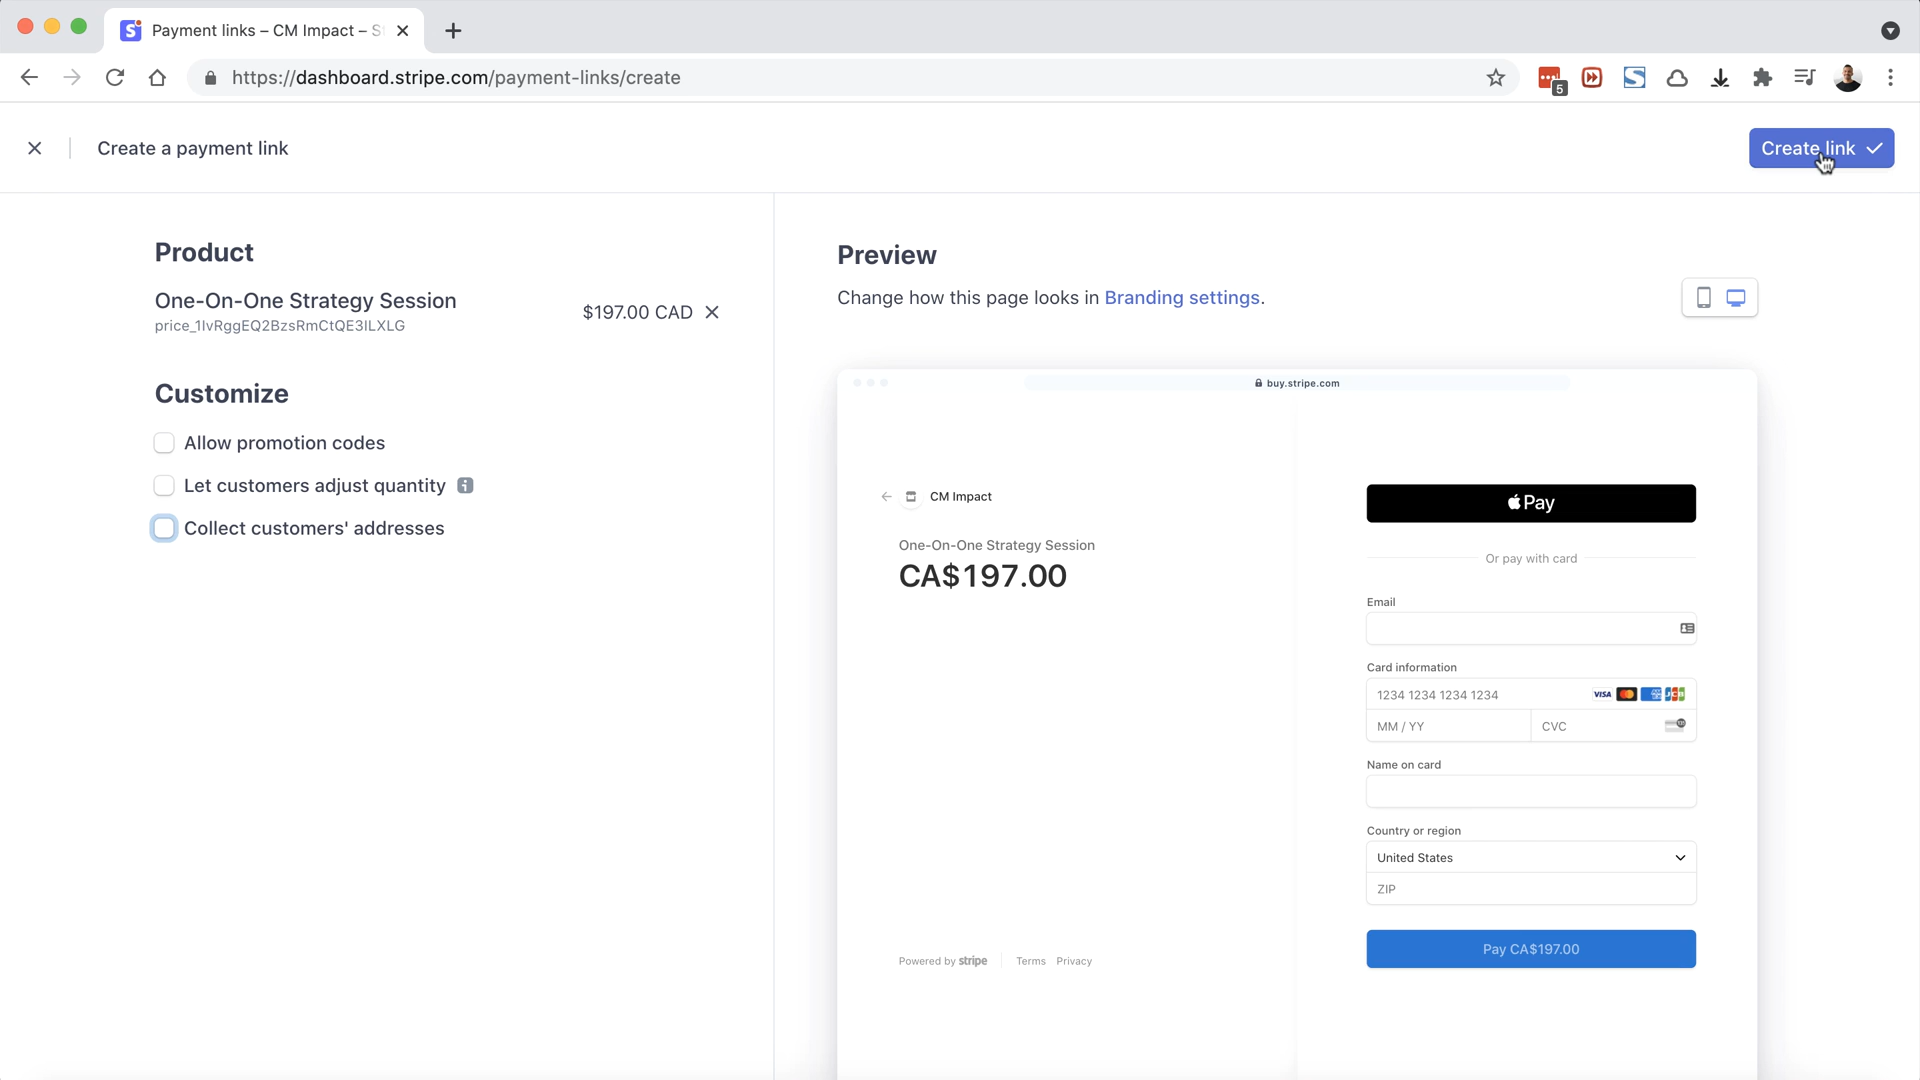 Payment links – CM Impact – S
https://dashboard.stripe.com/payment-links/create
5
Create a payment link
Create link
Product
One-On-One Strategy Session
price_1IvRggEQ2BzsRmCtQE3ILXLG
$197.00 CAD
Customize
Allow promotion codes
Let customers adjust quantity
Collect customers' addresses
Preview
Change how this page looks in Branding settings.
buy.stripe.com
CM Impact
One-On-One Strategy Session
CA$197.00
Powered by stripe
Terms
Privacy
Pay
Or pay with card
Email
Card information
1234 1234 1234 1234
VISA
JCB
MM / YY
CVC
Name on card
Country or region
United States
ZIP
Pay CA$197.00